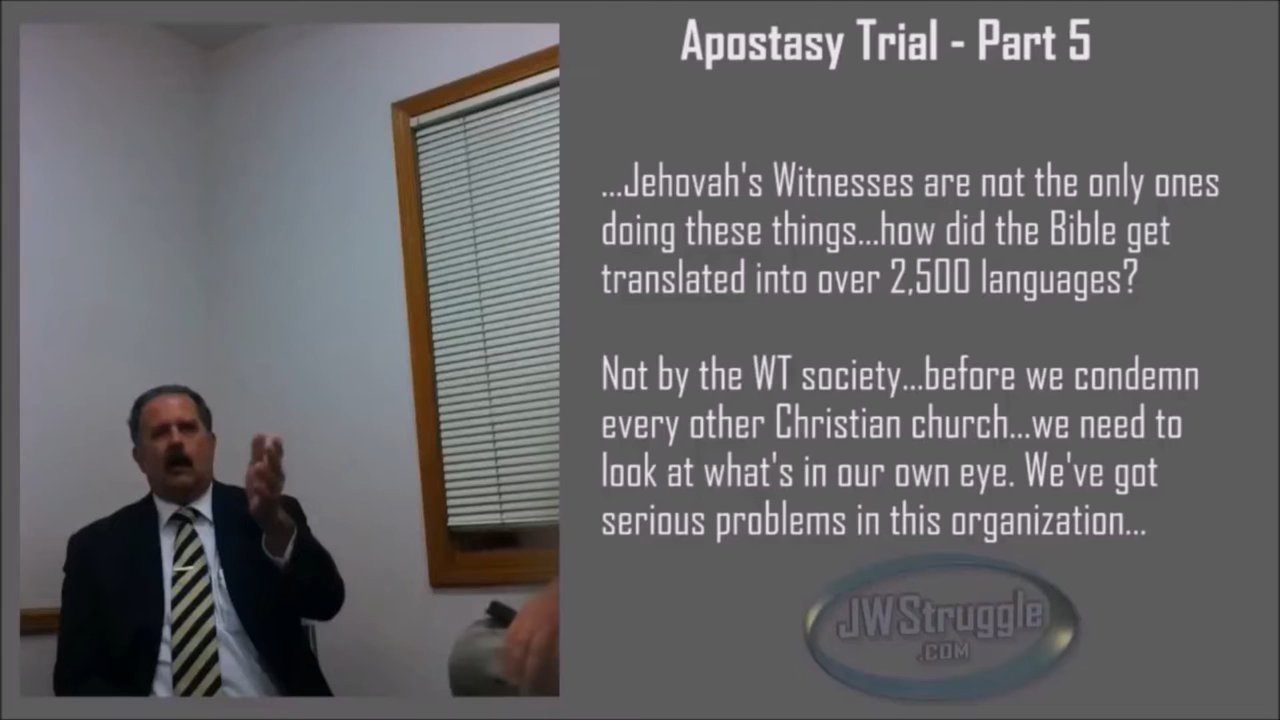 Apostasy Trial - Part 5
...Jehovah's Witnesses are not the only ones
doing these things...how did the Bible get
translated into over 2,500 languages?
Not by the WT society...before we condemn
every other Christian church...we need to
look at what's in our own eye. We've got
serious problems in this organization...
JWStruggle
.COM